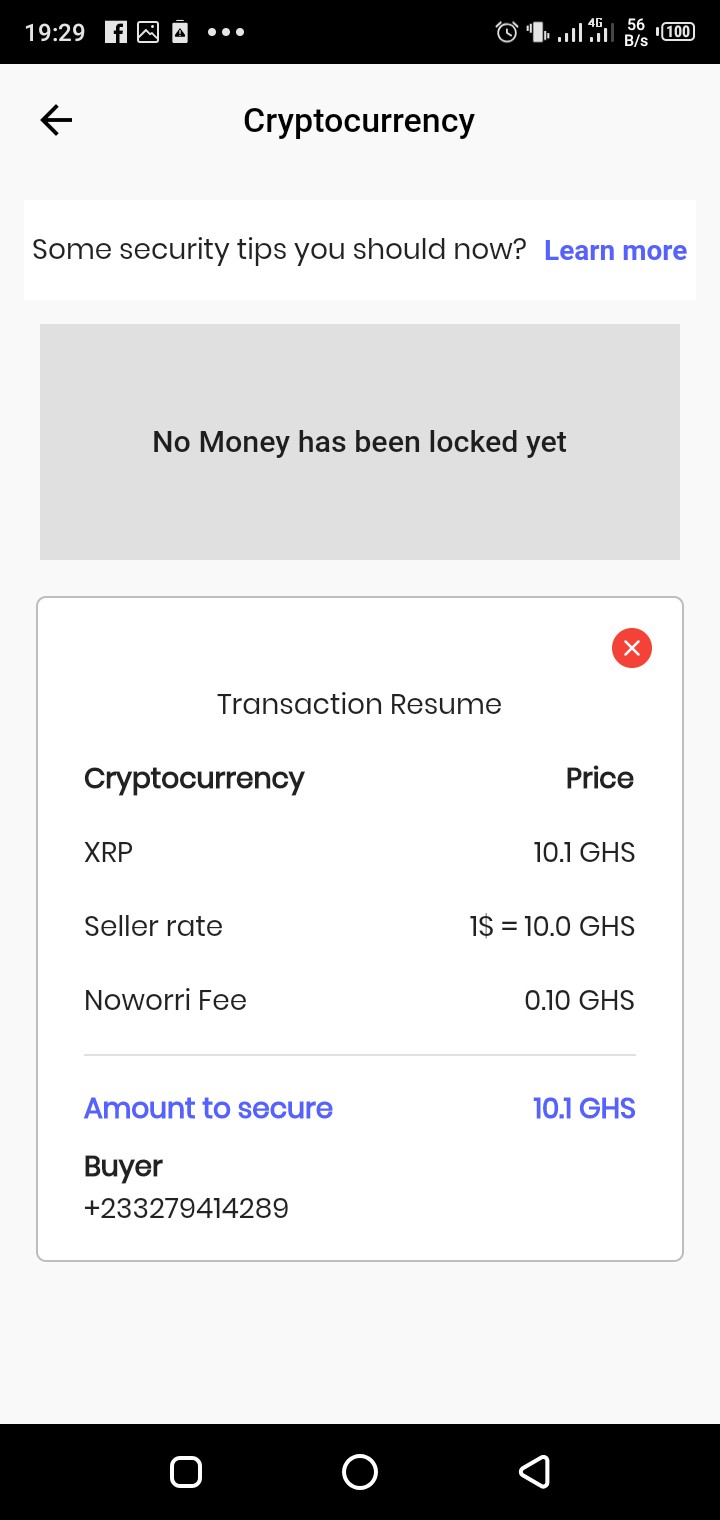 19:29 4G 56 B/s 100
Cryptocurrency
Some security tips you should now? Learn more
No Money has been locked yet
Transaction Resume
Cryptocurrency Price
XRP 10.1 GHS
Seller rate 1$ = 10.0 GHS
Noworri Fee 0.10 GHS
Amount to secure 10.1 GHS
Buyer
+233279414289